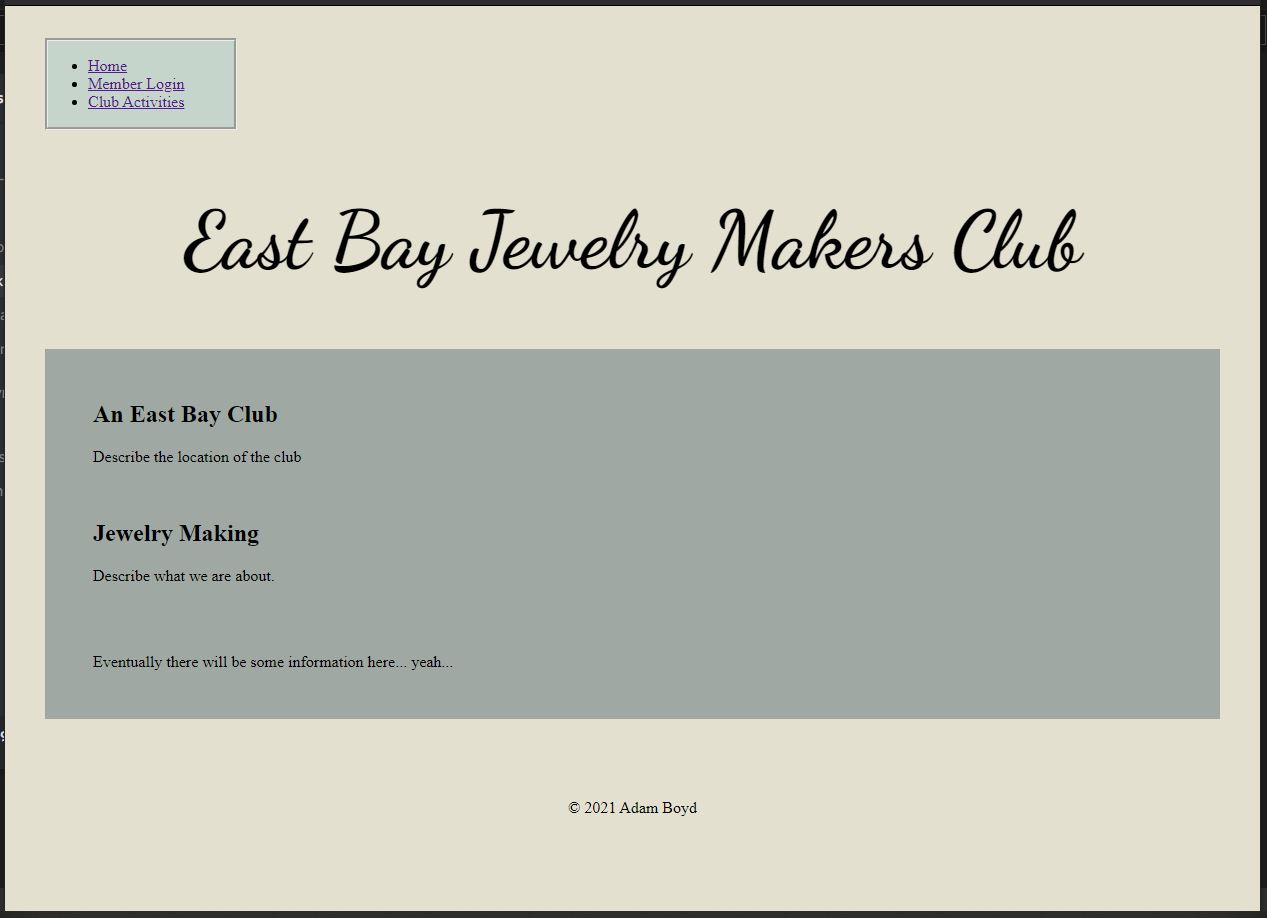 Home
Member Login
Club Activities
East Bay Jewelry Makers Club
An East Bay Club
Describe the location of the club
Jewelry Making
Describe what we are about.
Eventually there will be some information here... yeah...
© 2021 Adam Boyd